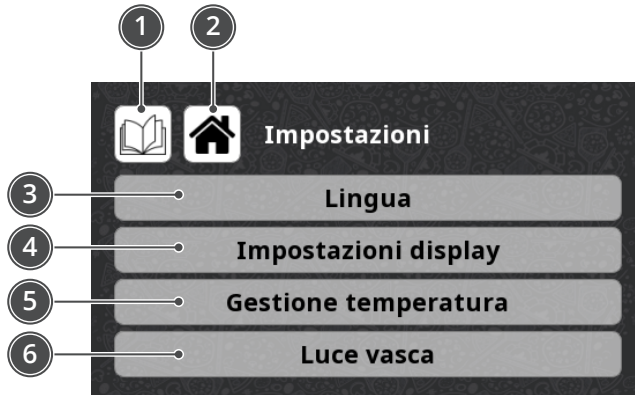 1
2
Impostazioni
3
Lingua
4
Impostazioni display
5
Gestione temperatura
6
Luce vasca